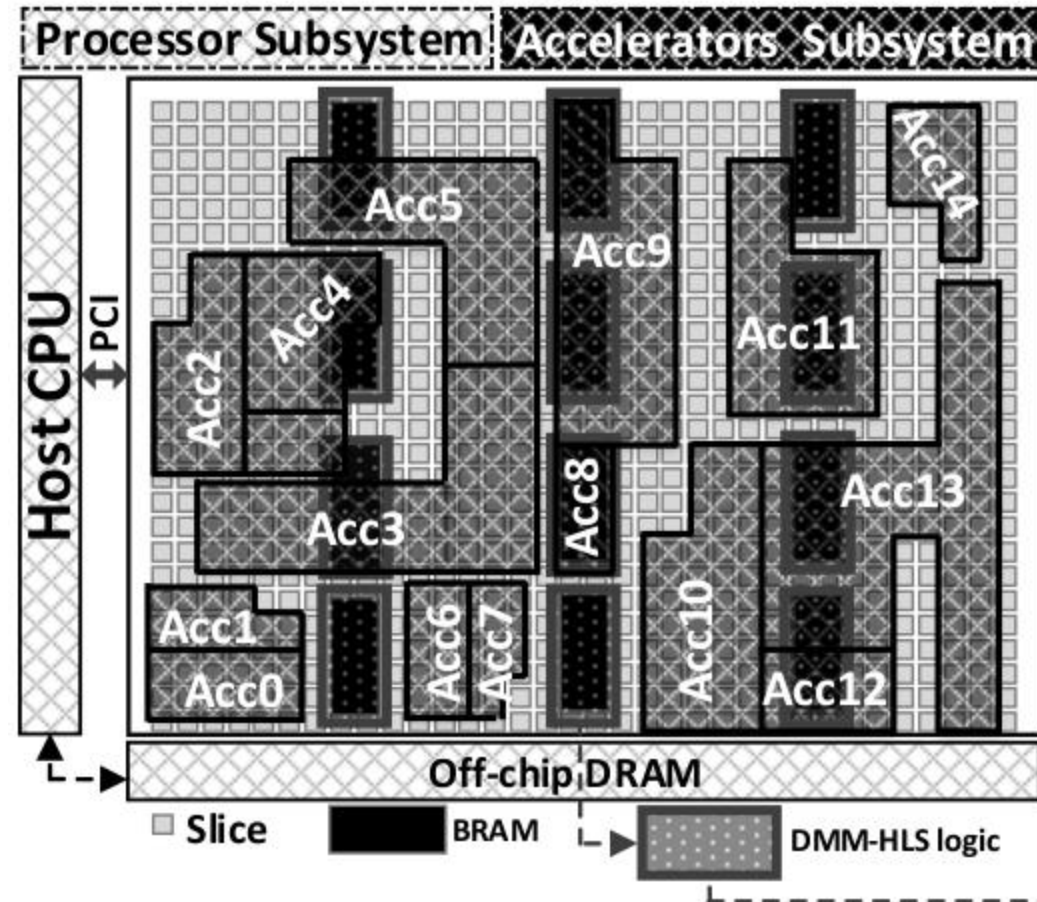 Processor Subsystem
Accelerators Subsystem
Host CPU
PCI
Acc14
Acc5
Acc9
Acc4
Acc11
Acc2
Acc8
Acc13
Acc3
Acc10
Acc1
Acc6
Acc7
Acc0
Acc12
Off-chip DRAM
Slice
BRAM
DMM-HLS logic